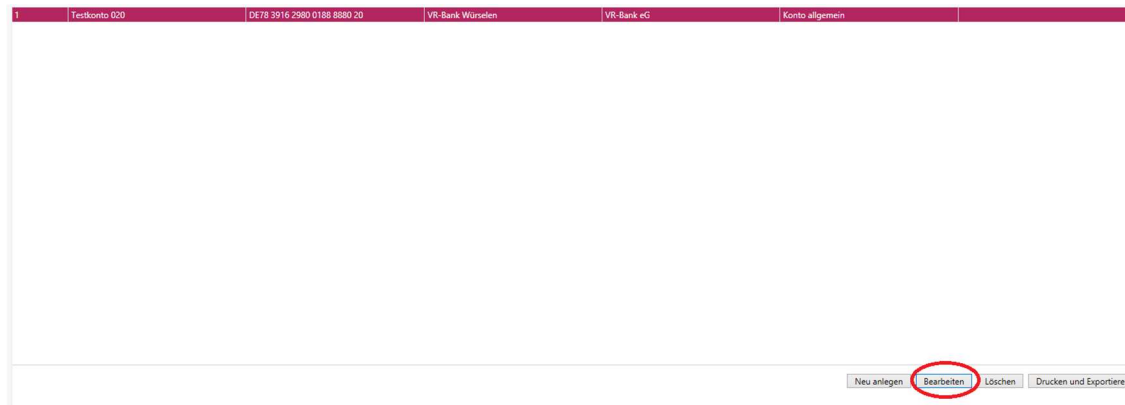 1 Testkonto 020 DE78 3916 2980 0188 8880 20 VR-Bank Würselen VR-Bank eG Konto allgemein
Neu anlegen Bearbeiten Löschen Drucken und Exportiere